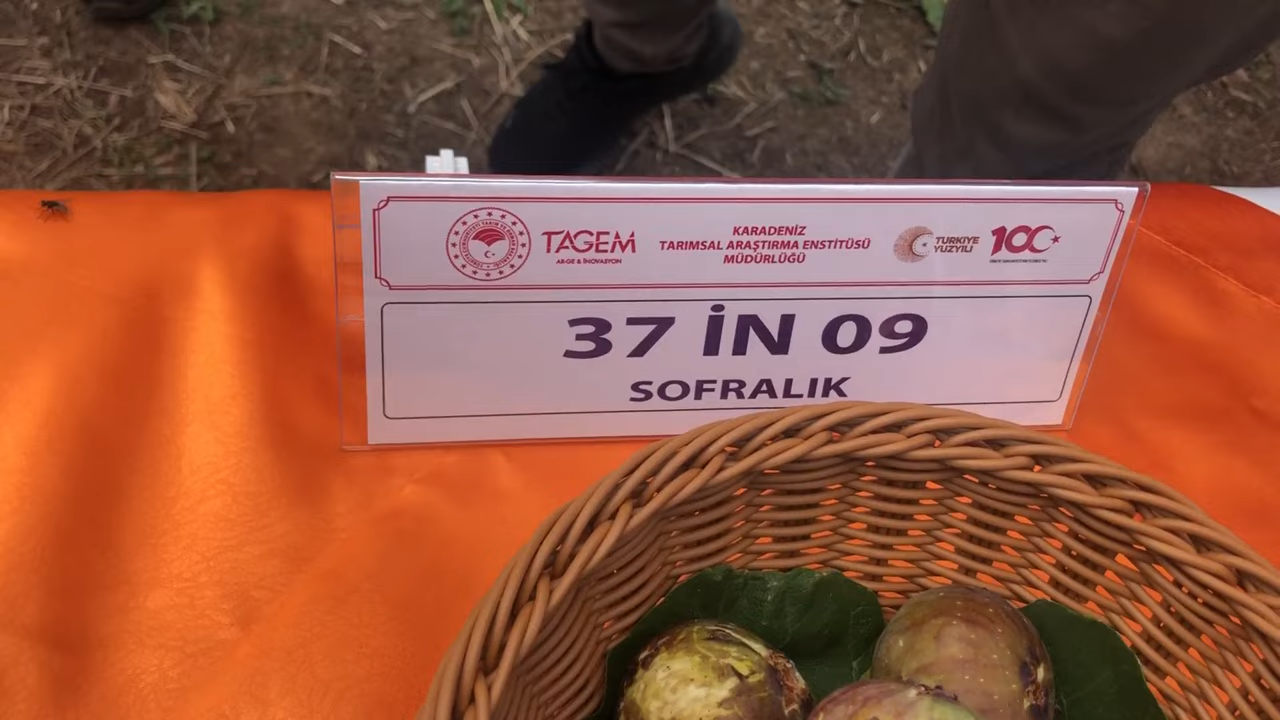 TAGEM
AR-GE & İNOVASYON
KARADENİZ
TARIMSAL ARAŞTIRMA ENSTİTÜSÜ
MÜDÜRLÜĞÜ
TÜRKİYE
YÜZYILI
100
37 İN 09
SOFRALIK